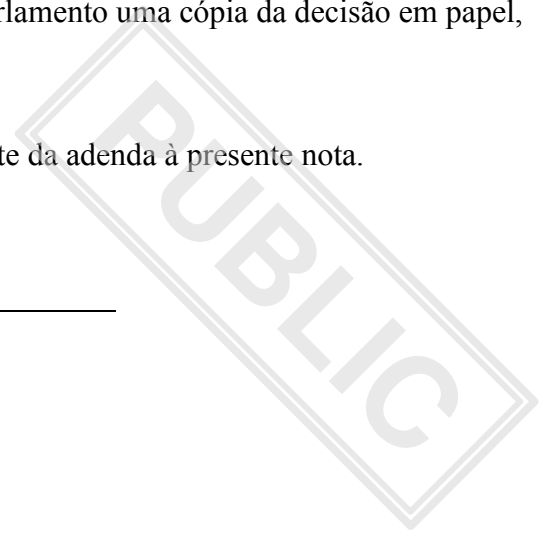 rlamento uma cópia da decisão em papel,
te da adenda à presente nota.
PUBLIC